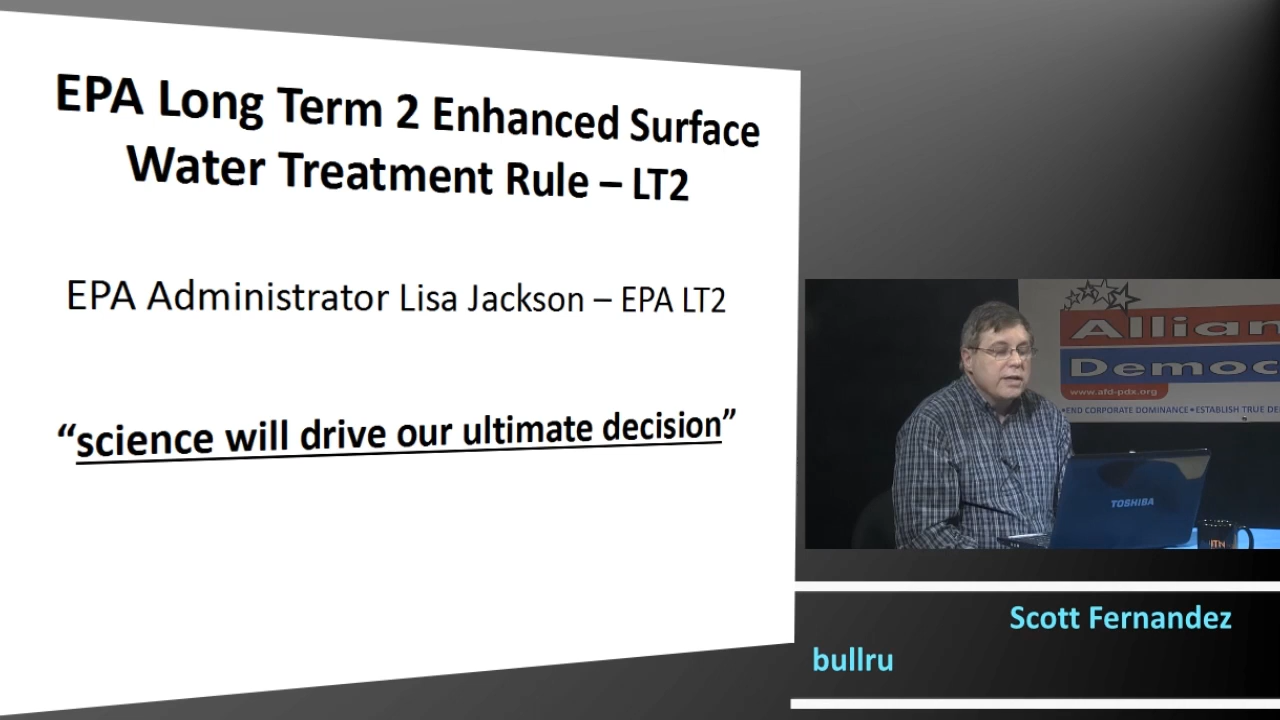 EPA Long Term 2 Enhanced Surface
Water Treatment Rule – LT2
EPA Administrator Lisa Jackson – EPA LT2
“science will drive our ultimate decision”
Allian
Democ
www.afd-pdx.org
•END CORPORATE DOMINANCE•ESTABLISH TRUE DE
TOSHIBA
ITN
Scott Fernandez
bullru